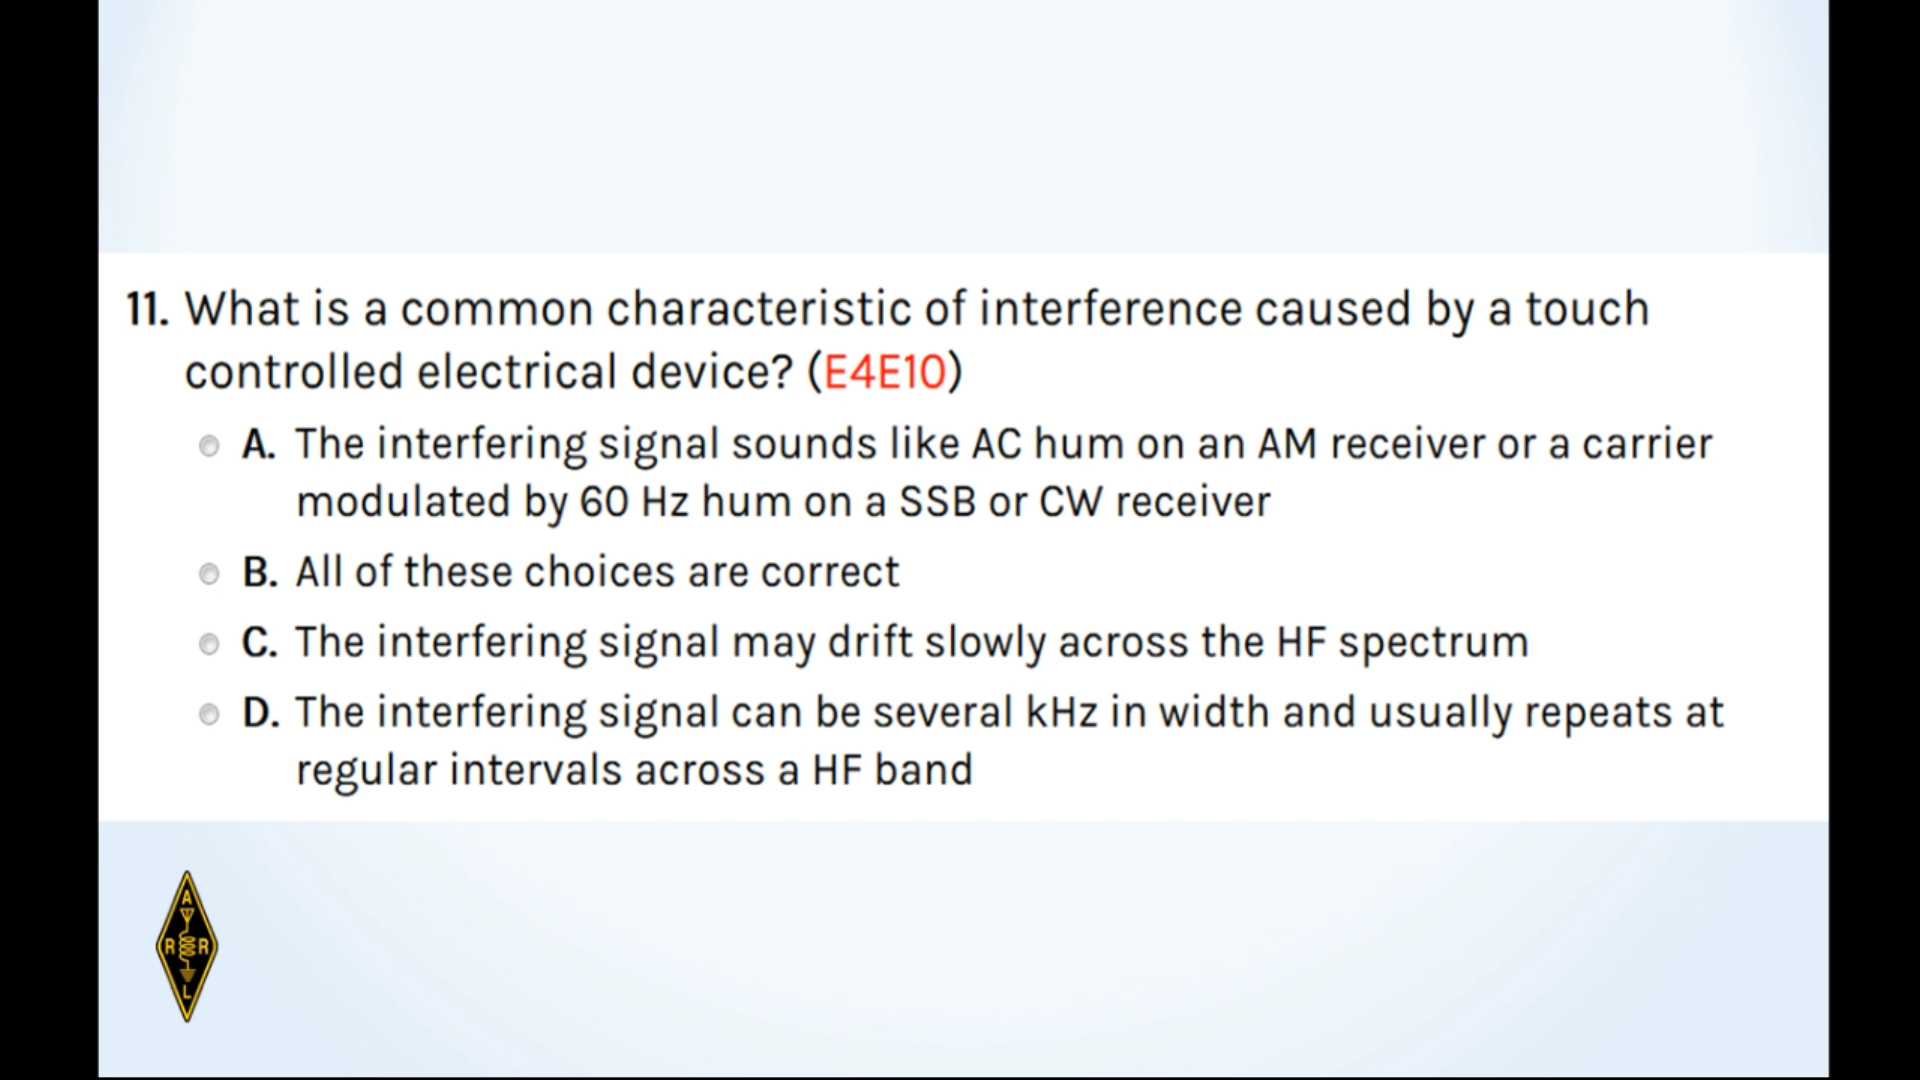 11. What is a common characteristic of interference caused by a touch
controlled electrical device? (E4E10)
A. The interfering signal sounds like AC hum on an AM receiver or a carrier
modulated by 60 Hz hum on a SSB or CW receiver
B. All of these choices are correct
C. The interfering signal may drift slowly across the HF spectrum
D. The interfering signal can be several kHz in width and usually repeats at
regular intervals across a HF band
A
R R
L